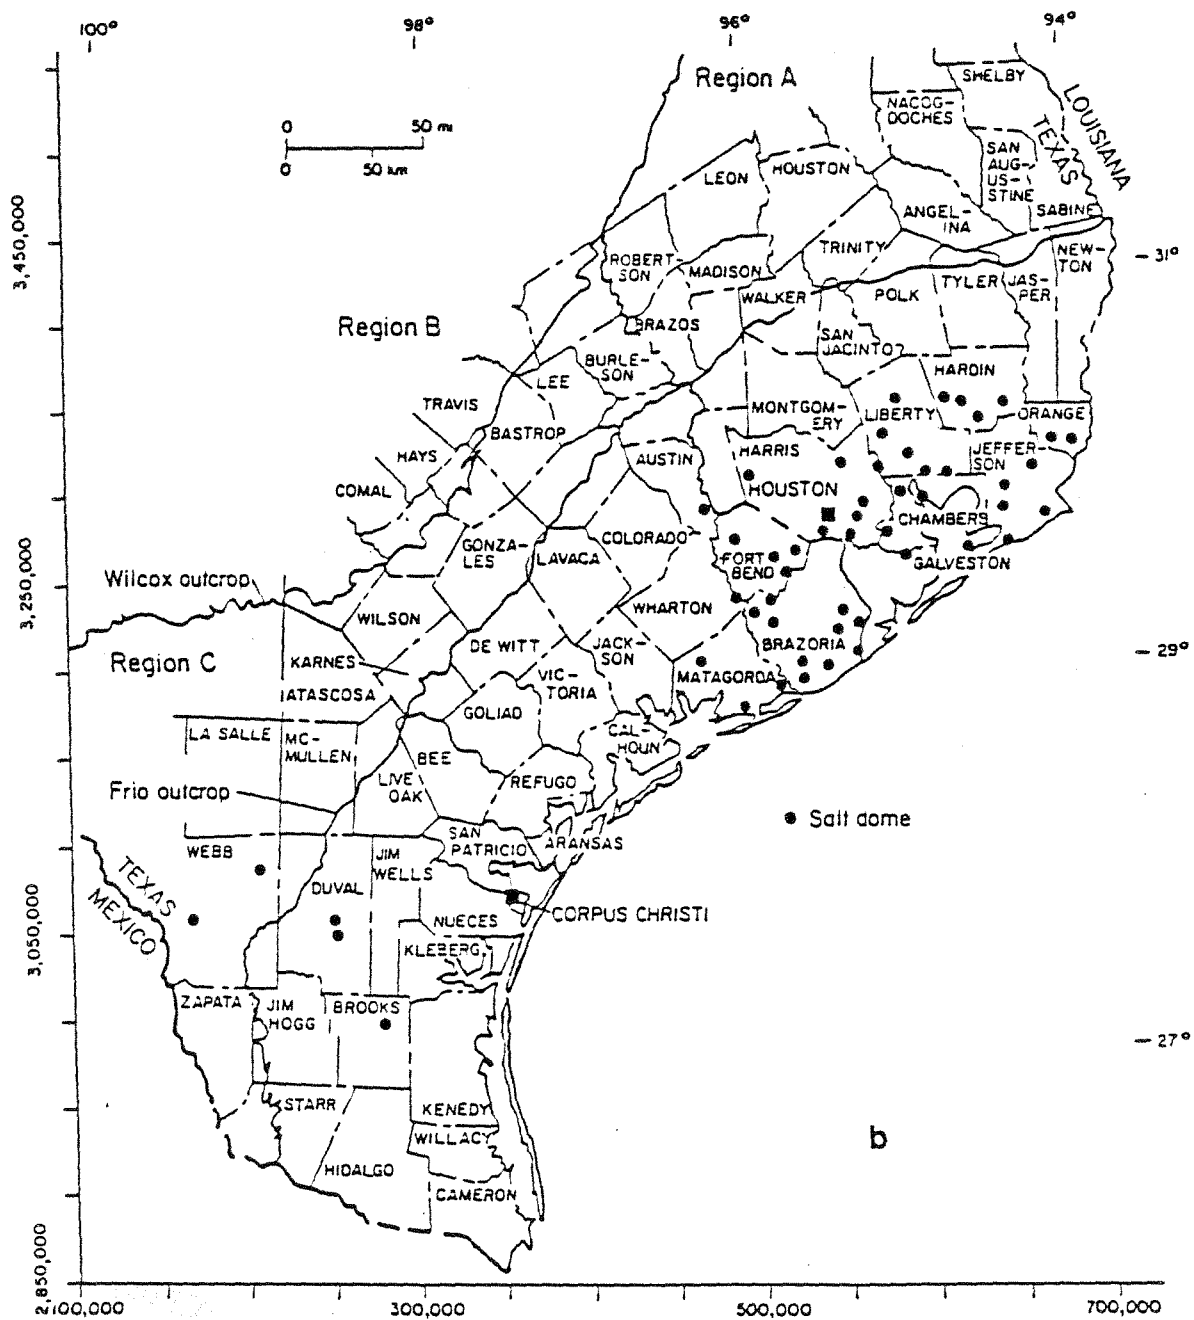 100°
98°
96°
94°
Region A
SHELBY
NACOG-
DOCHES
LOUISIANA
TEXAS
0 50 mi
0 50 km
SAN
AUG-
US-
TINE
LEON
HOUSTON
ANGEL-
INA
SABINE
3,450,000
31°
ROBERT-
SON
MADISON
TRINITY
NEW-
TON
WALKER
POLK
TYLER
JAS-
PER
Region B
BRAZOS
SAN
JACINTO
BURLE-
SON
LEE
HARDIN
TRAVIS
BASTROP
MONTGOM-
ERY
LIBERTY
ORANGE
HAYS
AUSTIN
HARRIS
JEFFER-
SON
COMAL
HOUSTON
CHAMBERS
GONZA-
LES
LAVACA
COLORADO
FORT
BEND
GALVESTON
Wilcox outcrop
3,250,000
WILSON
WHARTON
DE WITT
JACK-
SON
BRAZORIA
29°
Region C
KARNES
VIC-
TORIA
MATAGORDA
ATASCOSA
GOLIAD
LA SALLE
MC-
MULLEN
CAL-
HOUN
BEE
LIVE
OAK
REFUGO
Frio outcrop
Salt dome
SAN
PATRICIO
ARANSAS
WEBB
JIM
WELLS
TEXAS
MEXICO
DUVAL
CORPUS CHRISTI
NUECES
3,050,000
KLEBERG
ZAPATA
JIM
HOGG
BROOKS
27°
STARR
KENEDY
WILLACY
b
HIDALGO
CAMERON
2,850,000
100,000
300,000
500,000
700,000